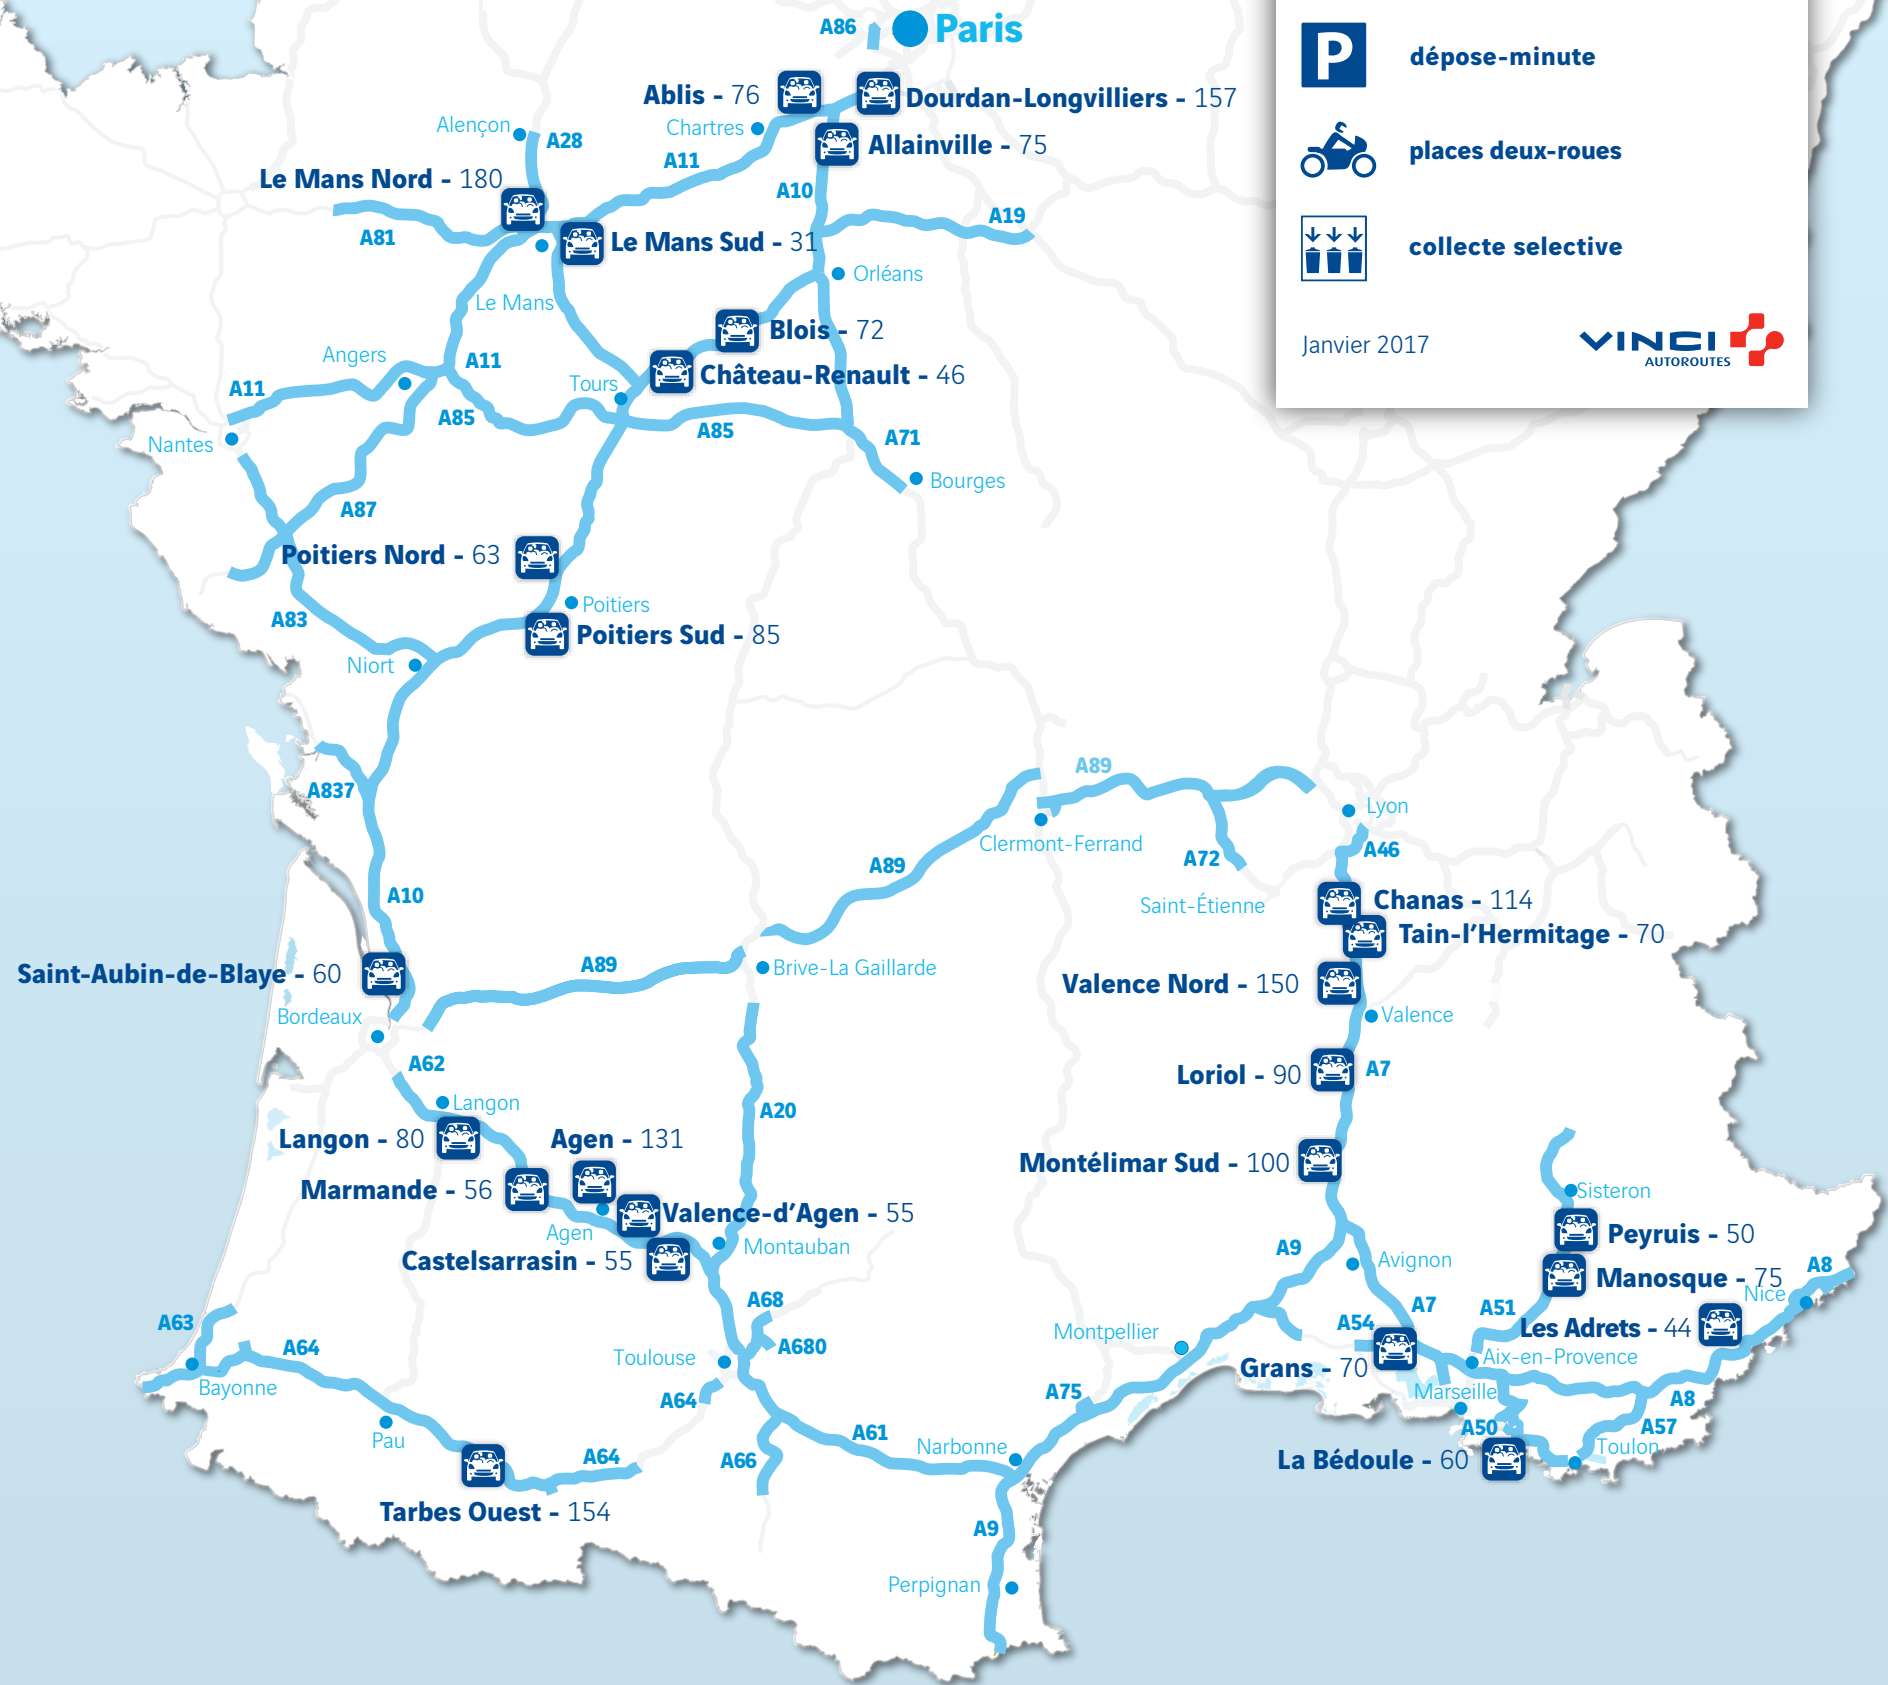 A86
Paris
dépose-minute
Ablis - 76
Dourdan-Longvilliers - 157
Alençon
A28
Chartres
Allainville - 75
places deux-roues
A11
Le Mans Nord - 180
A10
A19
A81
Le Mans Sud - 31
collecte selective
Orléans
Le Mans
Blois - 72
Janvier 2017
VINCI
AUTOROUTES
Angers
A11
A11
Tours
Château-Renault - 46
A85
A85
A71
Nantes
Bourges
A87
Poitiers Nord - 63
Poitiers
A83
Poitiers Sud - 85
Niort
A89
A837
Lyon
Clermont-Ferrand
A46
A89
A72
A10
Chanas - 114
Saint-Étienne
Tain-l'Hermitage - 70
A89
Brive-La Gaillarde
Saint-Aubin-de-Blaye - 60
Valence Nord - 150
Bordeaux
Valence
A62
A7
Loriol - 90
Langon
A20
Langon - 80
Agen - 131
Montélimar Sud - 100
Marmande - 56
Sisteron
Valence-d'Agen - 55
Agen
Peyruis - 50
Montauban
A9
Castelsarrasin - 55
Avignon
A8
Manosque - 75
Nice
A68
A7
A51
A63
A54
Les Adrets - 44
Montpellier
A64
A680
Toulouse
Aix-en-Provence
Grans - 70
Bayonne
A75
Marseille
A64
A8
A50
A57
A61
Pau
Narbonne
Toulon
A64
A66
La Bédoule - 60
Tarbes Ouest - 154
A9
Perpignan
P